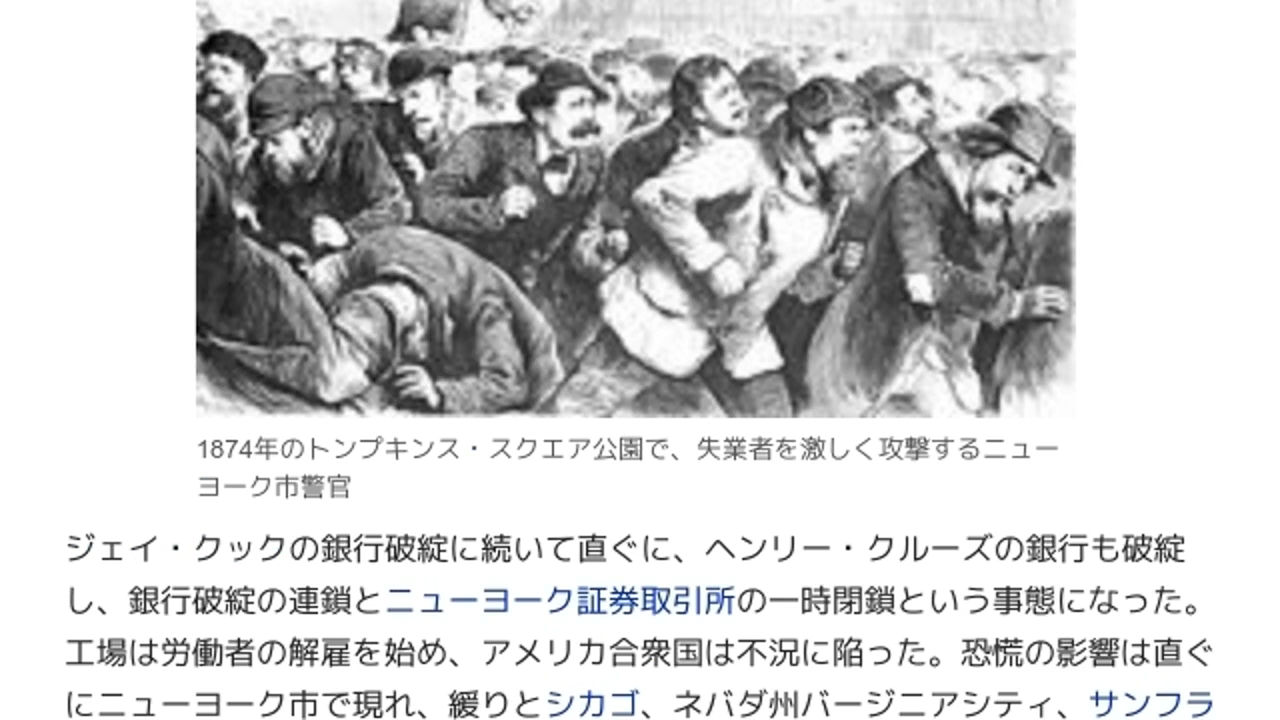 1874年のトンプキンス・スクエア公園で、失業者を激しく攻撃するニュー
ヨーク市警官
ジェイ・クックの銀行破綻に続いて直ぐに、ヘンリー・クルーズの銀行も破綻
し、銀行破綻の連鎖とニューヨーク証券取引所の一時閉鎖という事態になった。
工場は労働者の解雇を始め、アメリカ合衆国は不況に陥った。恐慌の影響は直ぐ
にニューヨーク市で現れ、緩りとシカゴ、ネバダ州バージニアシティ、サンフラ